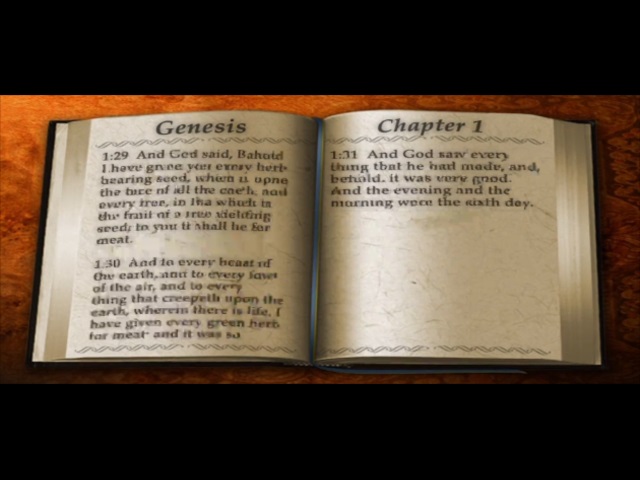 Genesis
1:29 And God said, Behold
I have given you every herb
bearing seed, which is upon
the face of all the earth, and
every tree, in the which is
the fruit of a tree yielding
seed; to you it shall be for
meat.
1:30 And to every beast of
the earth, and to every fowl
of the air, and to every
thing that creepeth upon the
earth, wherein there is life, I
have given every green herb
for meat: and it was so.
Chapter 1
1:31 And God saw every
thing that he had made, and,
behold, it was very good.
And the evening and the
morning were the sixth day.